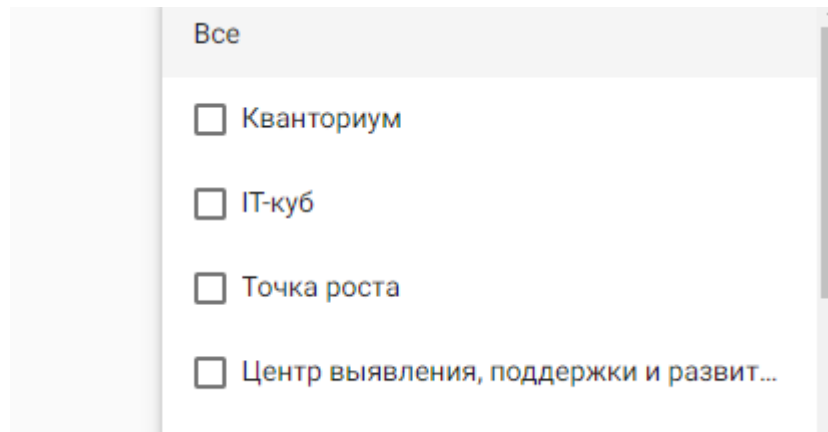 Все
Кванториум
IT-куб
Точка роста
Центр выявления, поддержки и развит...